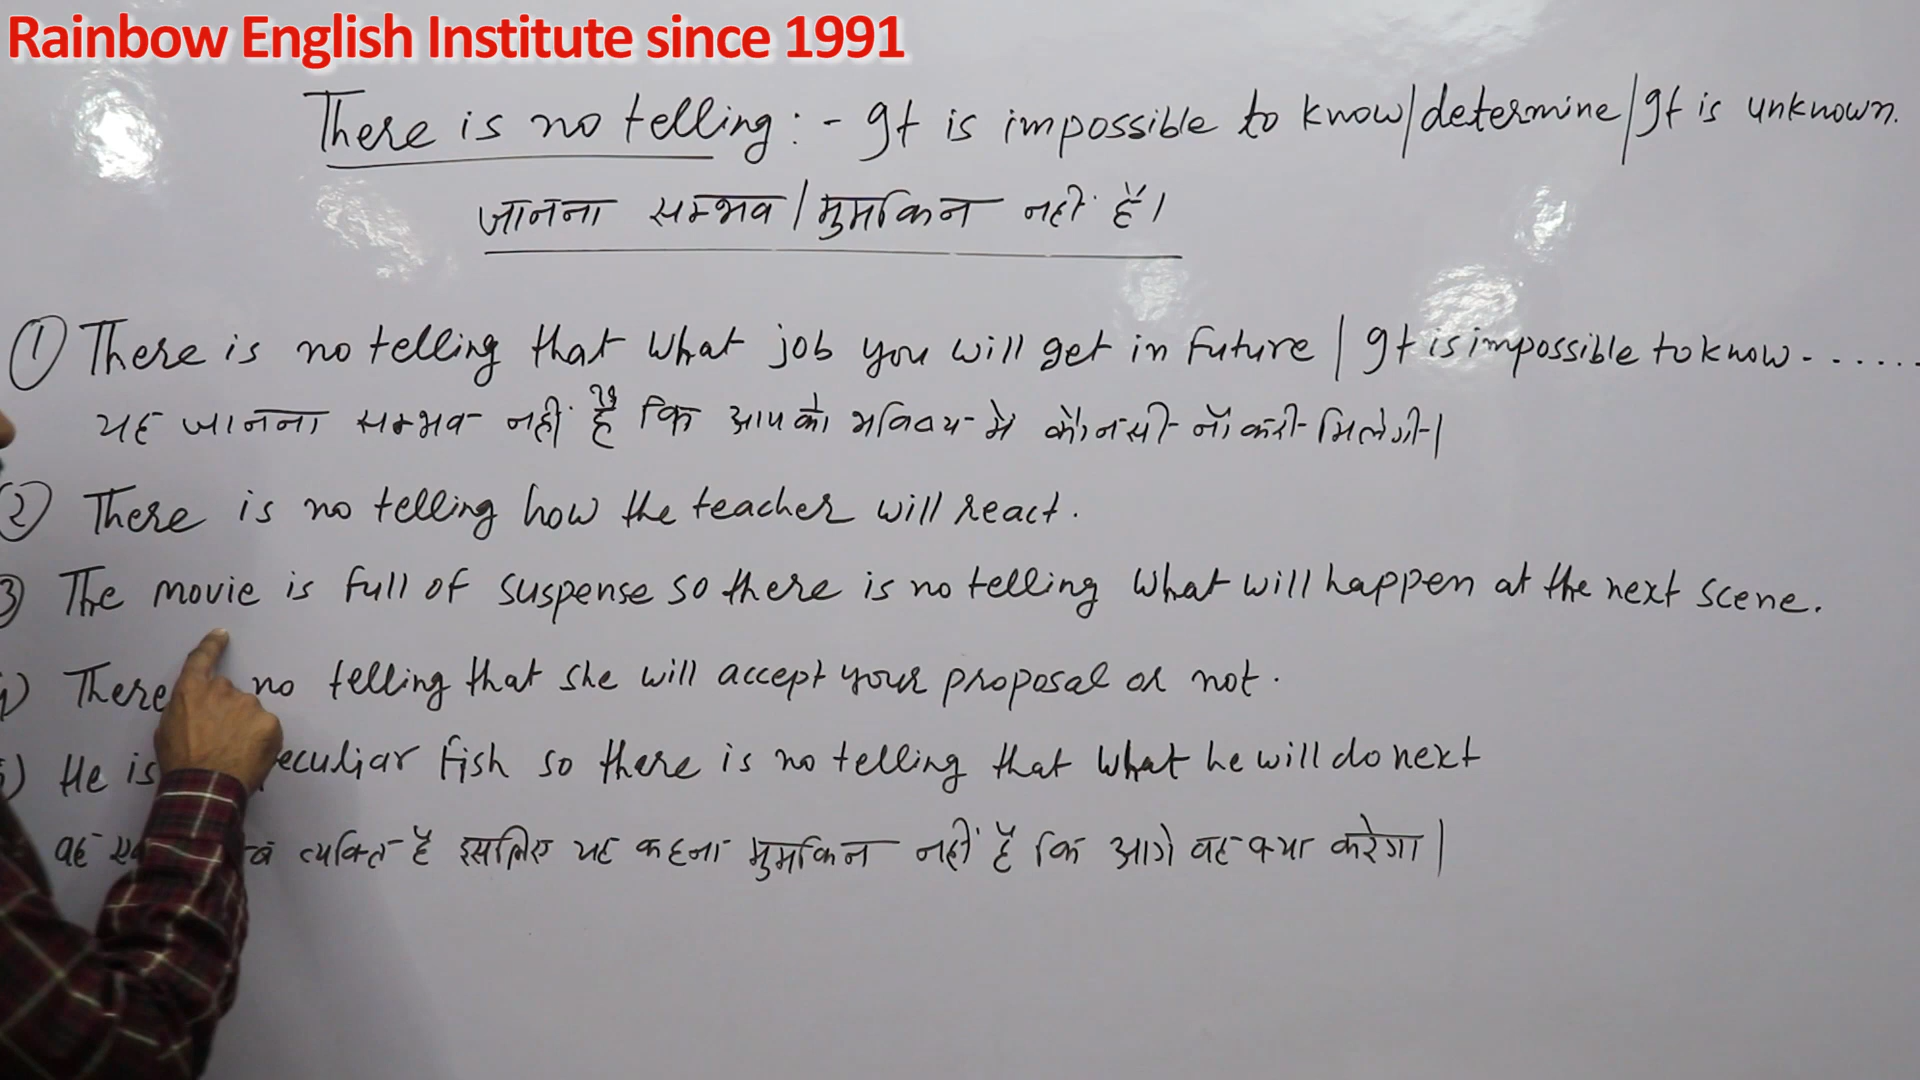 Rainbow English Institute since 1991
There is no telling :- It is impossible to know/determine/It is unknown.
जानना सम्भव/मुमकिन नहीं है।
① There is no telling that what job you will get in future | It is impossible to know - ......
यह जानना सम्भव नहीं है कि आपको भविष्य में कौनसी नौकरी मिलेगी।
② There is no telling how the teacher will react.
③ The movie is full of suspense so there is no telling what will happen at the next scene.
There no telling that she will accept your proposal or not.
He is eculiar fish so there is no telling that what he will do next
वह व्यक्ति है इसलिए यह कहना मुमकिन नहीं है कि आगे वह क्या करेगा।